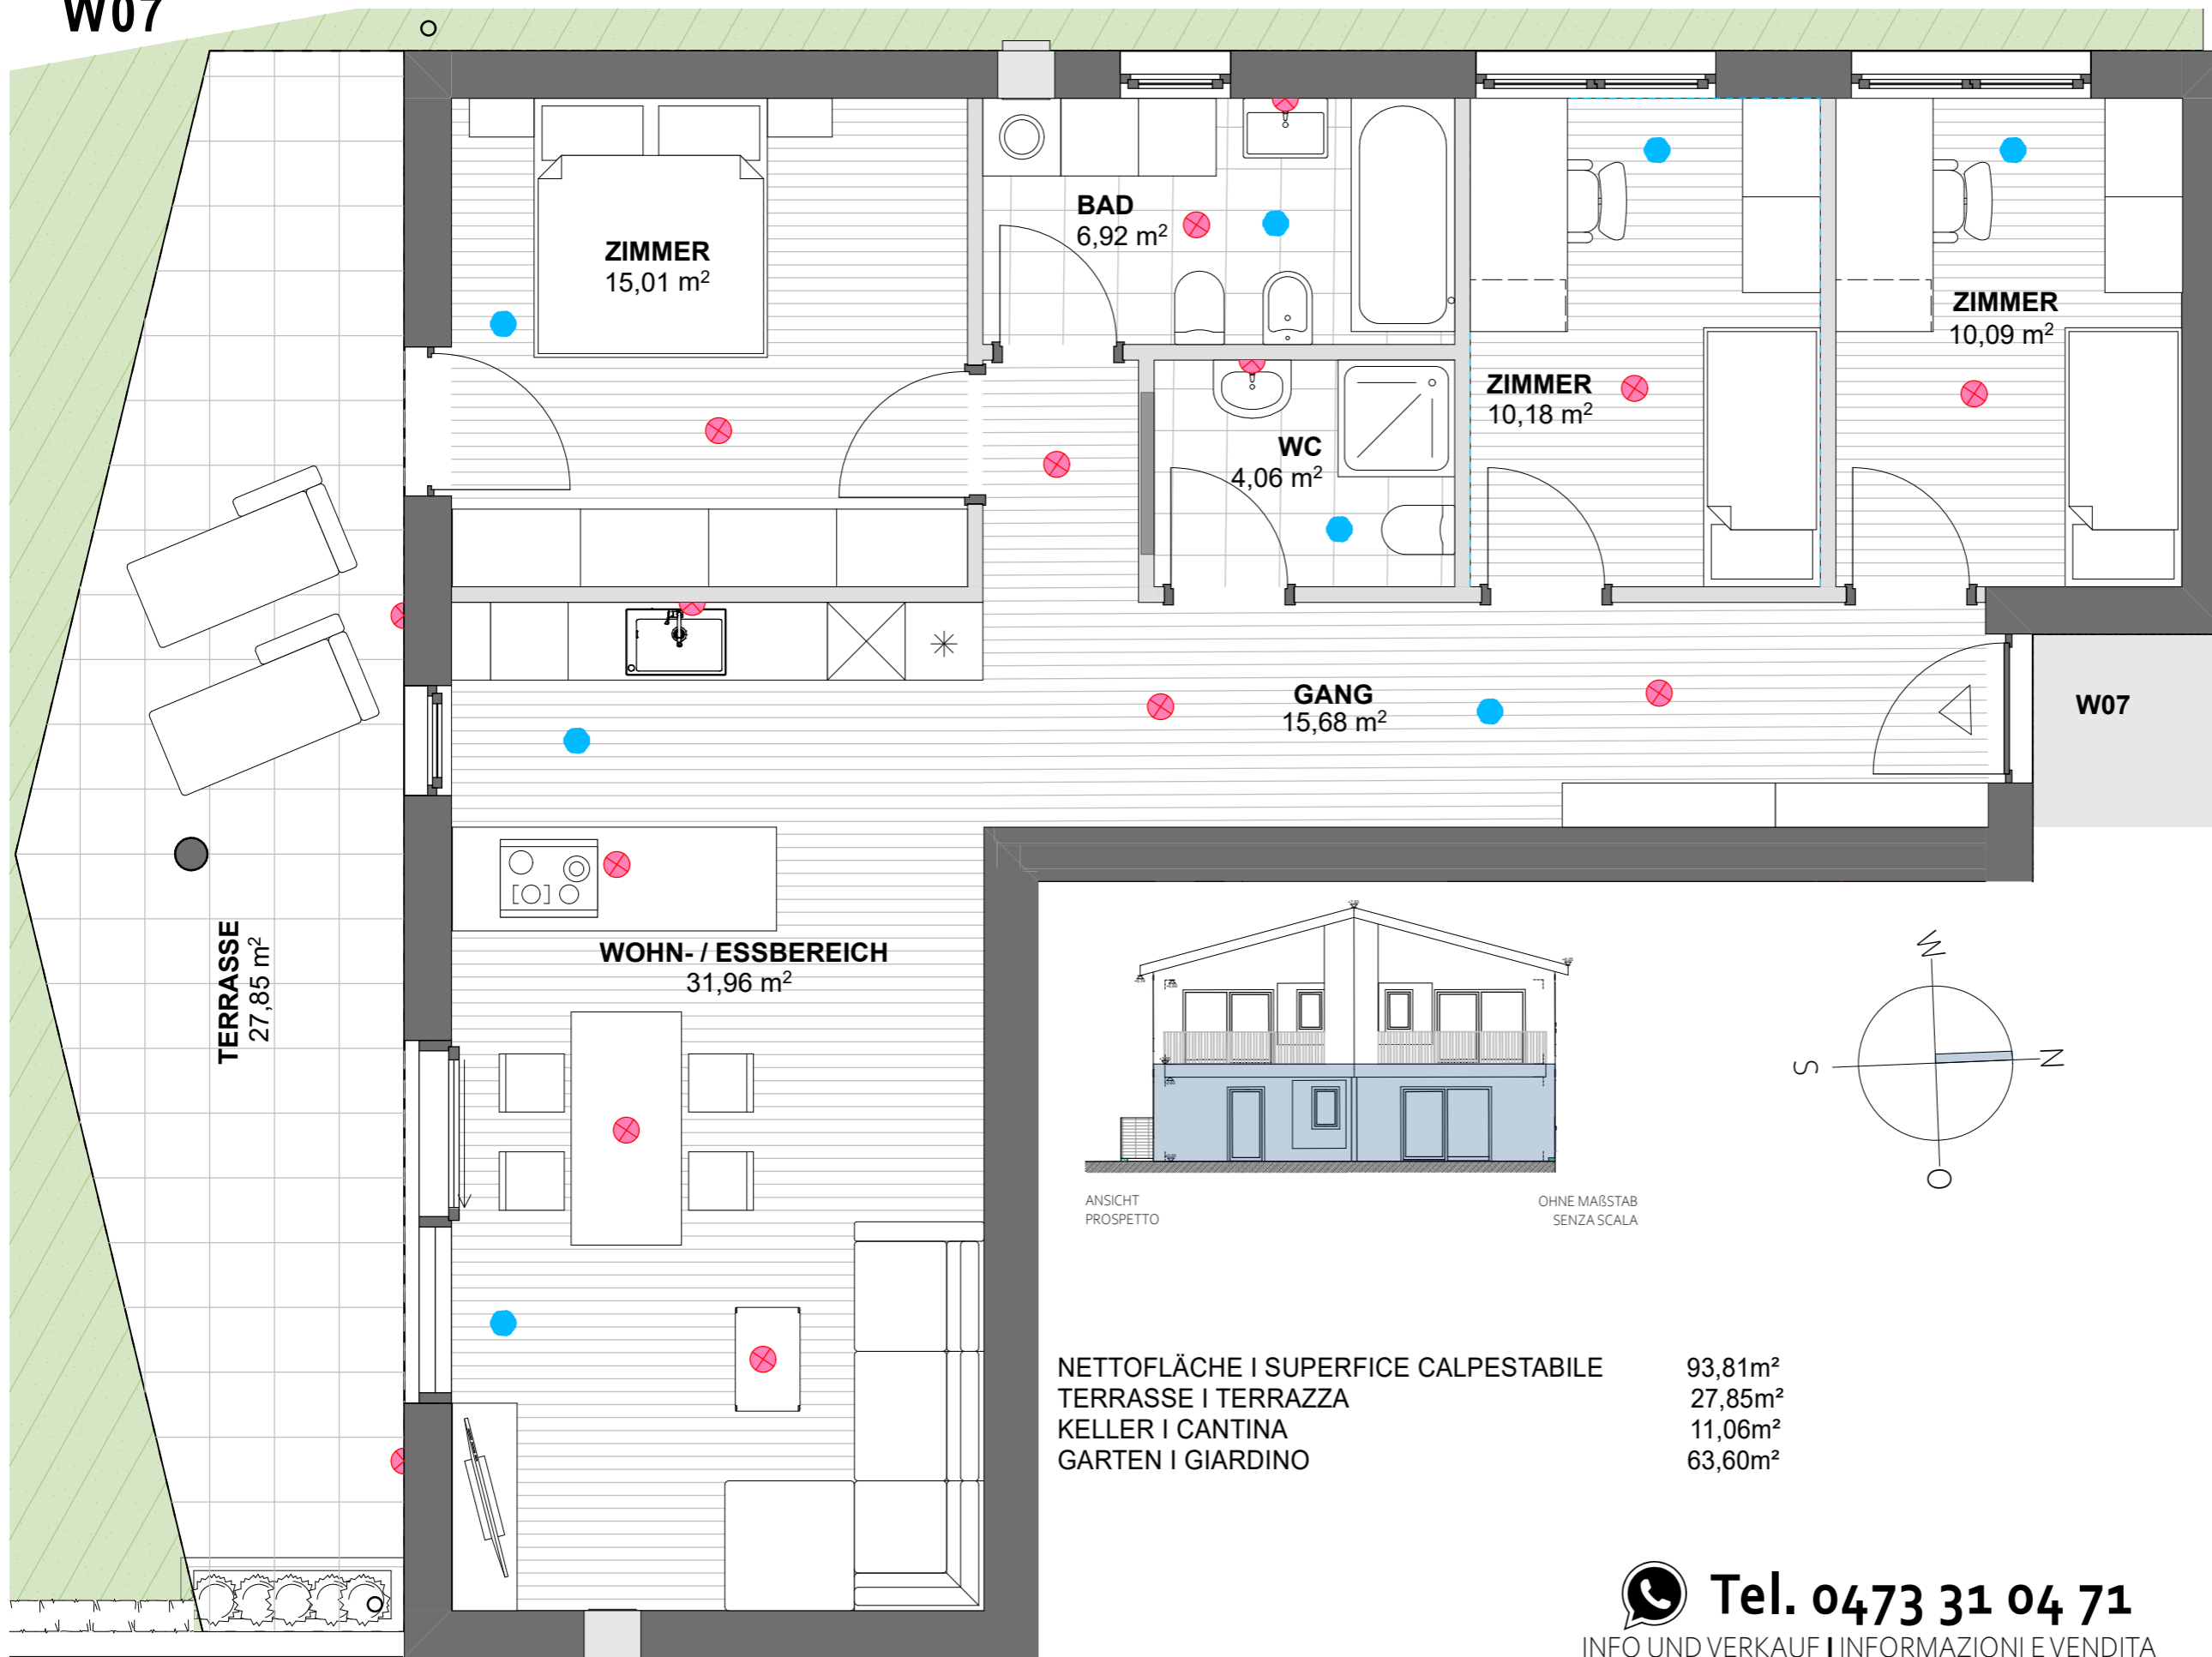 W07
ZIMMER
15,01 m²
BAD
6,92 m²
ZIMMER
10,09 m²
ZIMMER
10,18 m²
WC
4,06 m²
GANG
15,68 m²
W07
WOHN- / ESSBEREICH
31,96 m²
TERRASSE
27,85 m²
W
S
N
O
ANSICHT
PROSPETTO
OHNE MAßSTAB
SENZA SCALA
NETTOFLÄCHE I SUPERFICE CALPESTABILE 93,81m²
TERRASSE I TERRAZZA 27,85m²
KELLER I CANTINA 11,06m²
GARTEN I GIARDINO 63,60m²
Tel. 0473 31 04 71
INFO UND VERKAUF I INFORMAZIONI E VENDITA